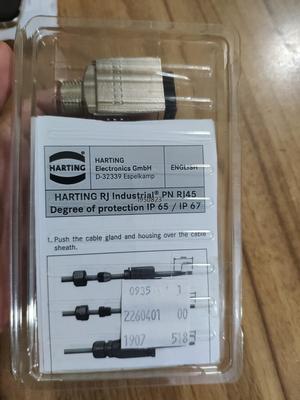 HARTING
HARTING
Electronics GmbH
D-32339 Espelkamp
ENGLISH
HARTING RJ Industrial® PN RJ45
Degree of protection IP 65 / IP 67
1. Push the cable gland and housing over the cable
sheath.
0935 1
2260401 00
1907 518